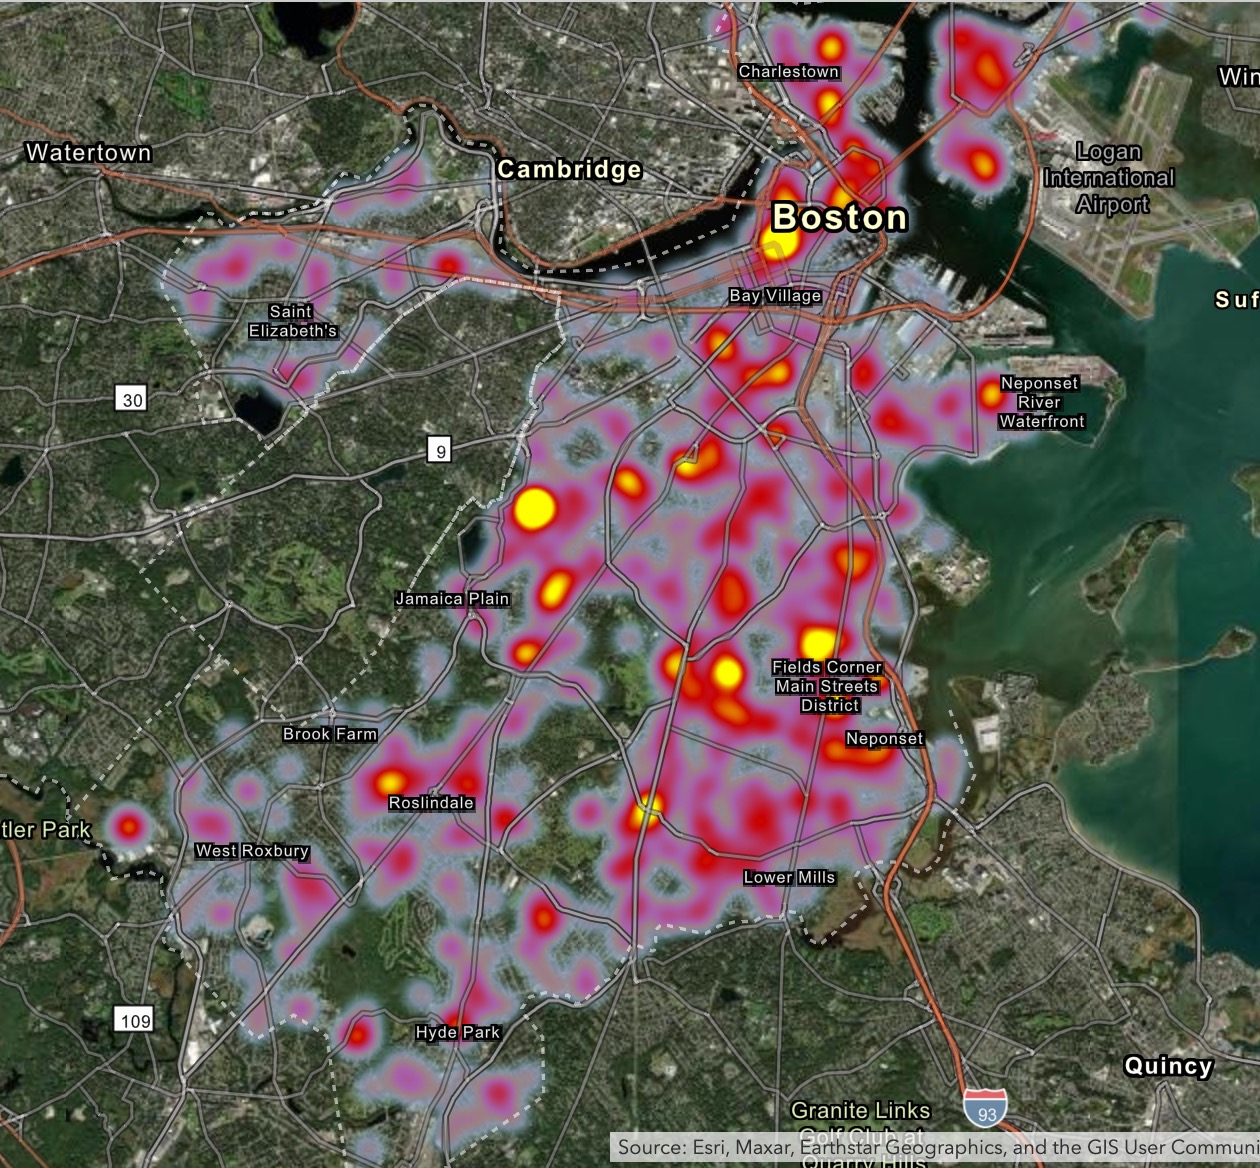 Charlestown
Win
Watertown
Cambridge
Logan
International
Airport
Boston
Bay Village
Suf
Saint
Elizabeth's
30
Neponset
River
Waterfront
9
Jamaica Plain
Fields Corner
Main Streets
District
Brook Farm
Neponset
Roslindale
tler Park
West Roxbury
Lower Mills
109
Hyde Park
Quincy
93
Granite Links
Golf Club at
Quarry Hills
Source: Esri, Maxar, Earthstar Geographics, and the GIS User Communi